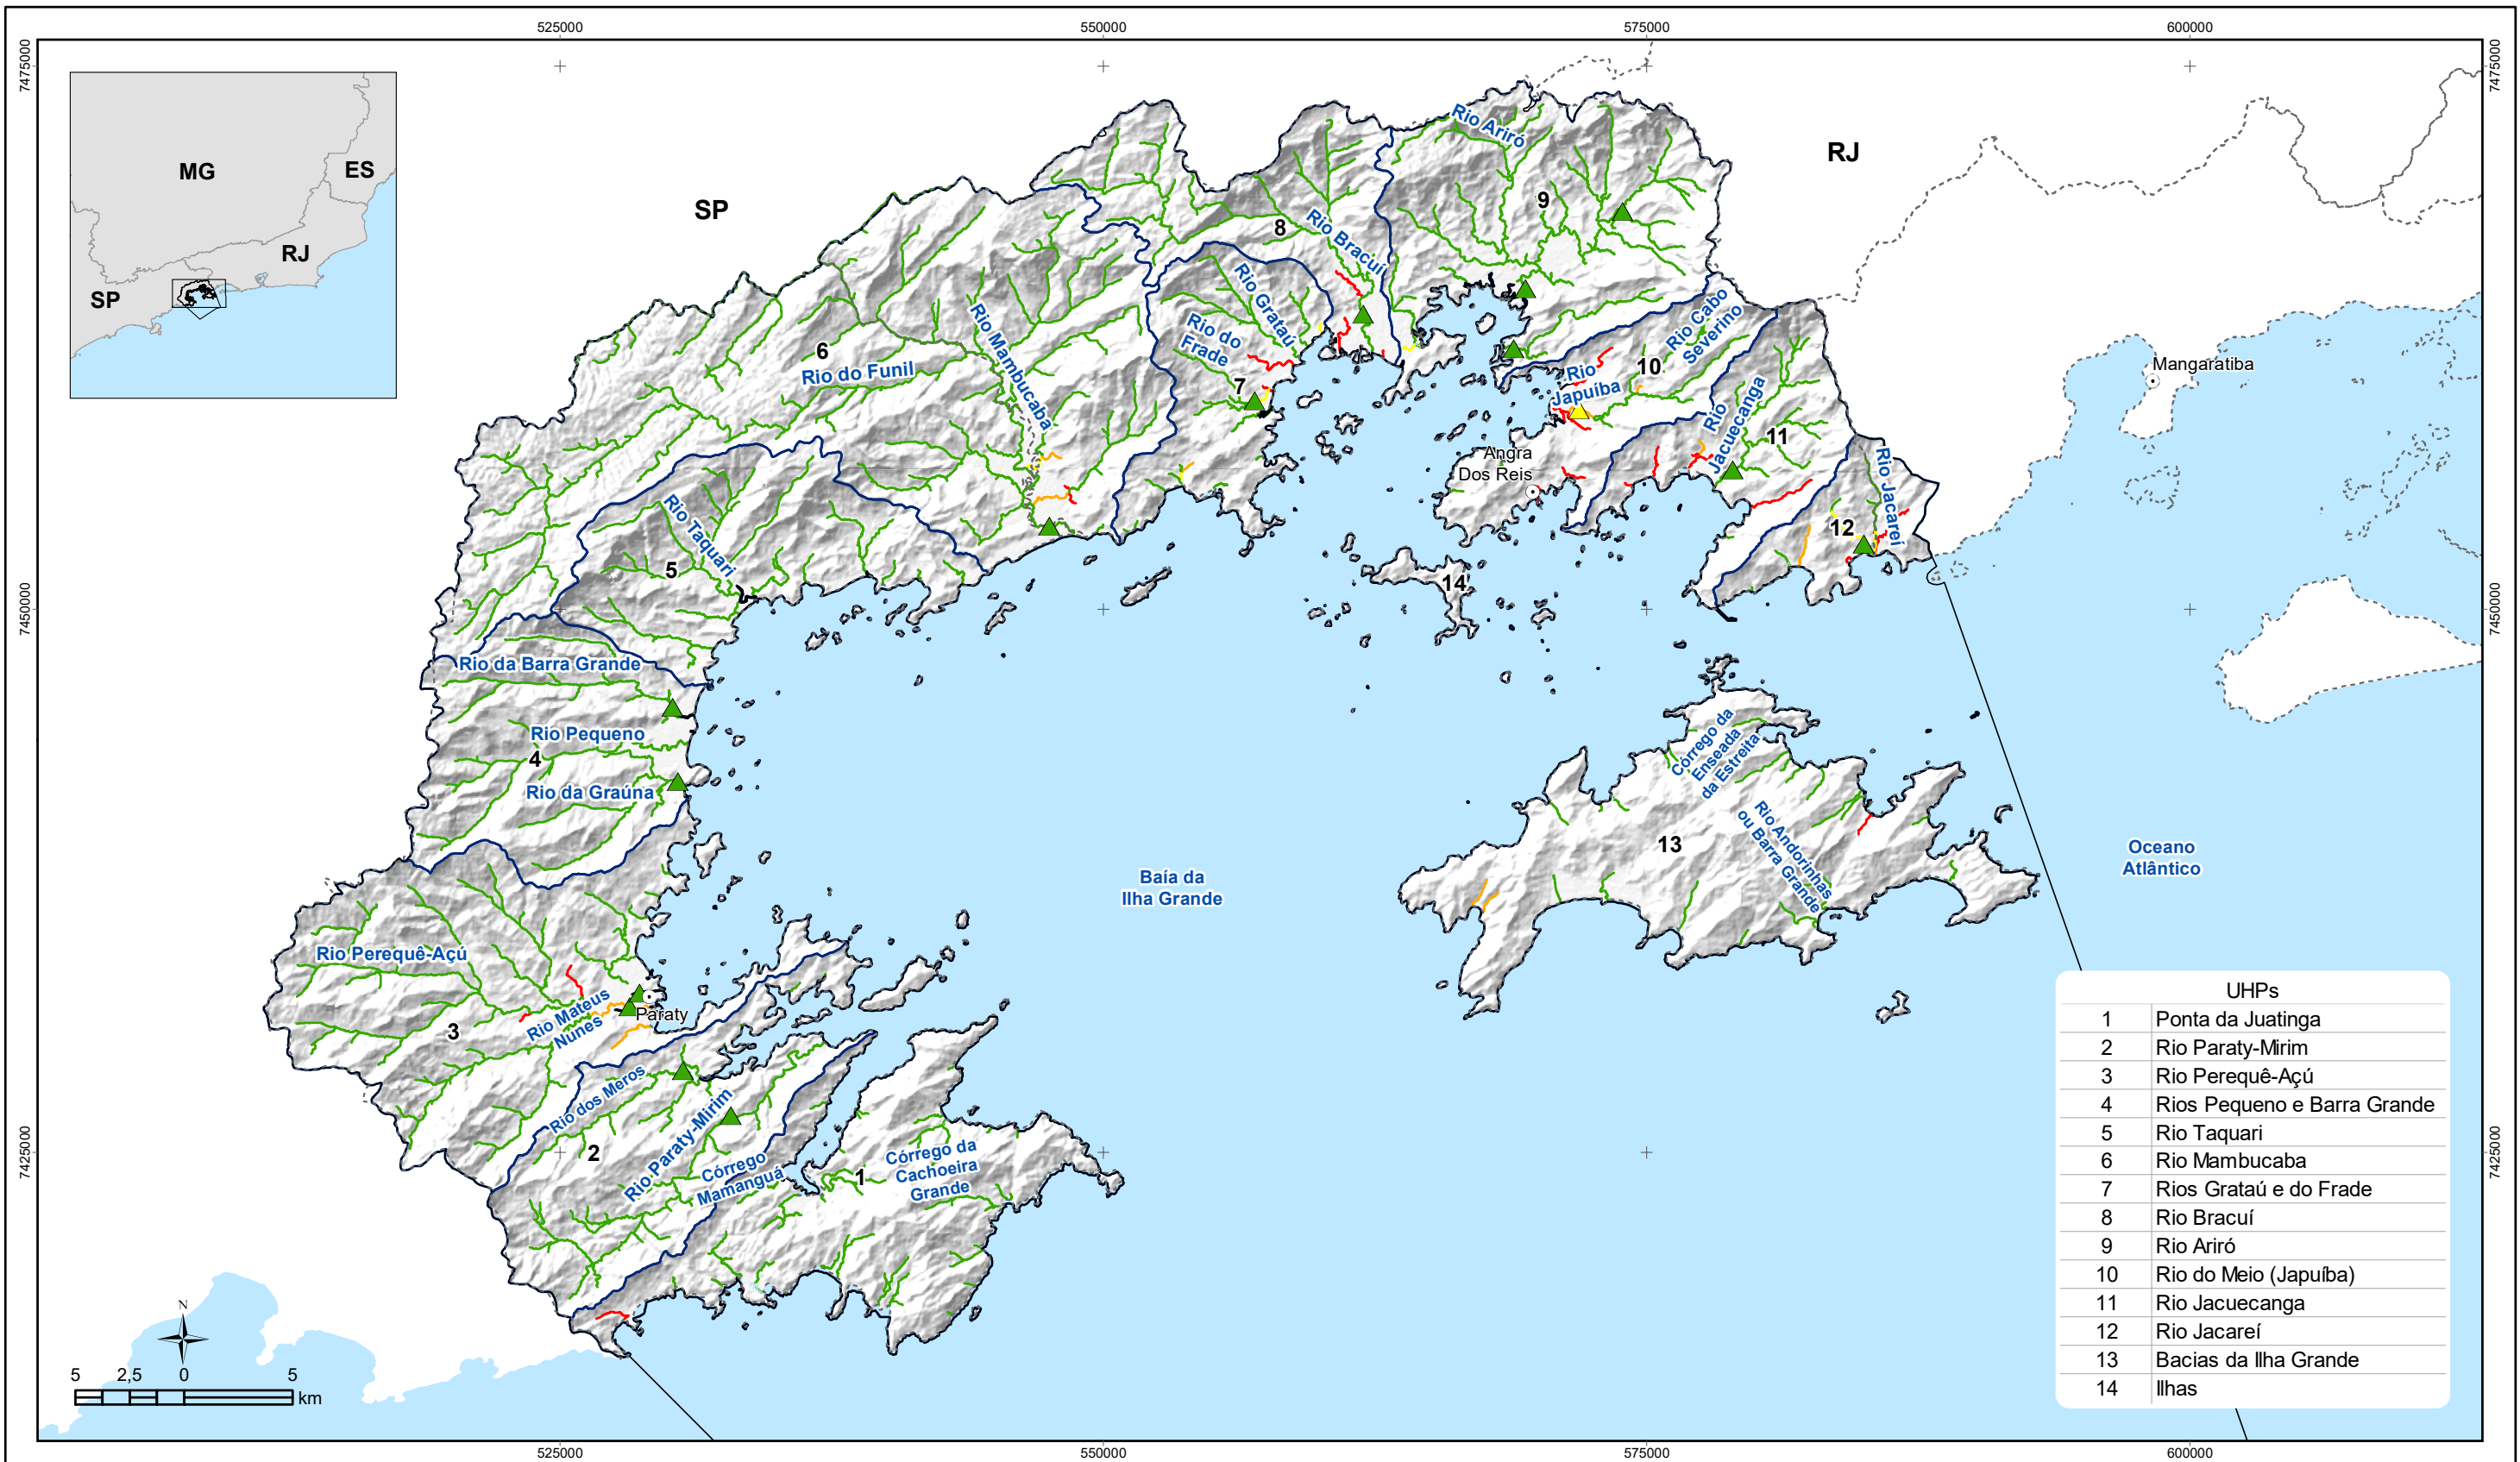 525000
550000
575000
600000
7475000
7475000
MG
ES
RJ
SP
SP
RJ
Rio Ariró
9
8
Rio Bracuí
Rio Grataú
Rio do
Frade
7
Rio Mambucaba
6
Rio do Funil
Rio Cabo
Severino
10
Rio
Japuíba
Rio
Jacuecanga
11
Mangaratiba
Angra
Dos Reis
Rio Jacareí
12
Rio Taquari
5
14
7450000
7450000
Rio da Barra Grande
Rio Pequeno
4
Rio da Graúna
Córrego da
Enseada
da Estreita
Rio Andorinhas
ou Barra Grande
13
Baía da
Ilha Grande
Oceano
Atlântico
Rio Perequê-Açú
3
Rio Mateus
Nunes
Paraty
Rio dos Meros
2
Rio Paraty-Mirim
Córrego
Mamanguá
1
Córrego da
Cachoeira
Grande
7425000
7425000
UHPs
1 Ponta da Juatinga
2 Rio Paraty-Mirim
3 Rio Perequê-Açú
4 Rios Pequeno e Barra Grande
5 Rio Taquari
6 Rio Mambucaba
7 Rios Grataú e do Frade
8 Rio Bracuí
9 Rio Ariró
10 Rio do Meio (Japuíba)
11 Rio Jacuecanga
12 Rio Jacareí
13 Bacias da Ilha Grande
14 Ilhas
N
5 2,5 0 5
km
525000
550000
575000
600000